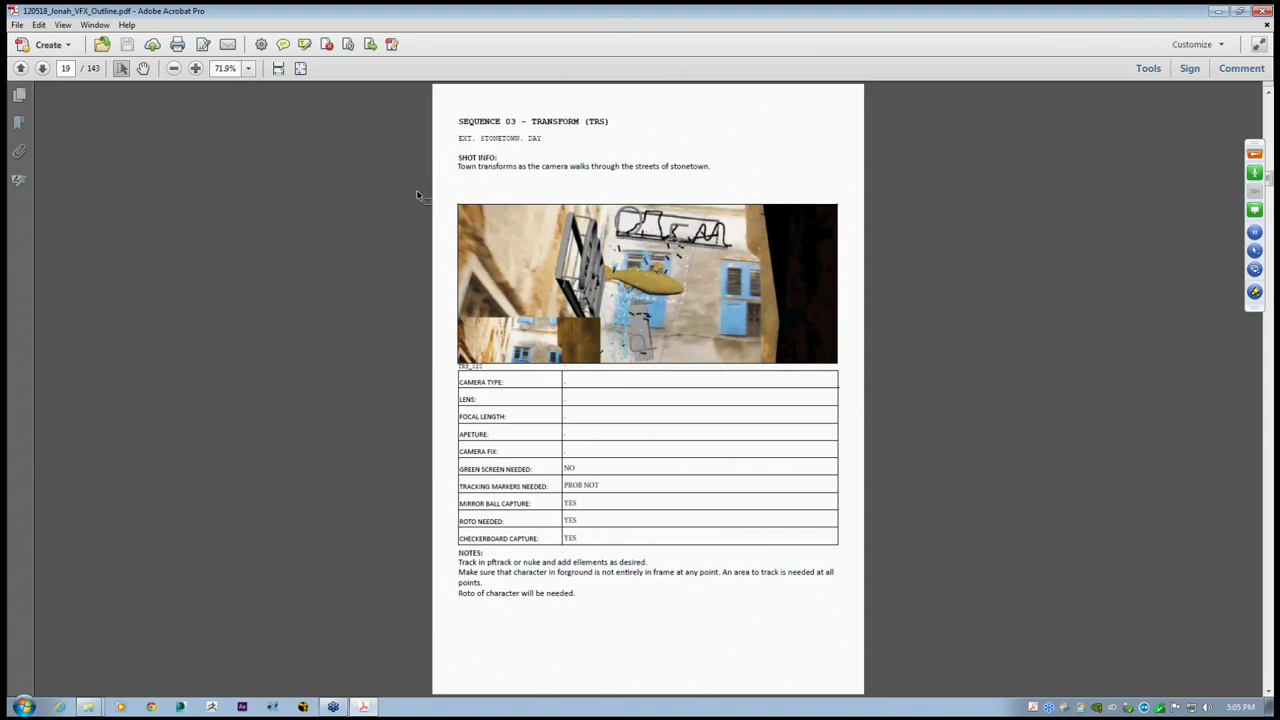 120518_Jonah_VFX_Outline.pdf - Adobe Acrobat Pro
File Edit View Window Help
Create Customize
19 / 143 71.9% Tools Sign Comment
SEQUENCE 03 - TRANSFORM (TRS)
EXT. STONETOWN. DAY
SHOT INFO:
Town transforms as the camera walks through the streets of stonetown.
TRS_020
CAMERA TYPE: .
LENS: .
FOCAL LENGTH: .
APETURE: .
CAMERA FIX: .
GREEN SCREEN NEEDED: NO
TRACKING MARKERS NEEDED: PROB NOT
MIRROR BALL CAPTURE: YES
ROTO NEEDED: YES
CHECKERBOARD CAPTURE: YES
NOTES:
Track in pftrack or nuke and add ellements as desired.
Make sure that character in forground is not entirely in frame at any point. An area to track is needed at all
points.
Roto of character will be needed.
Ae
5:05 PM